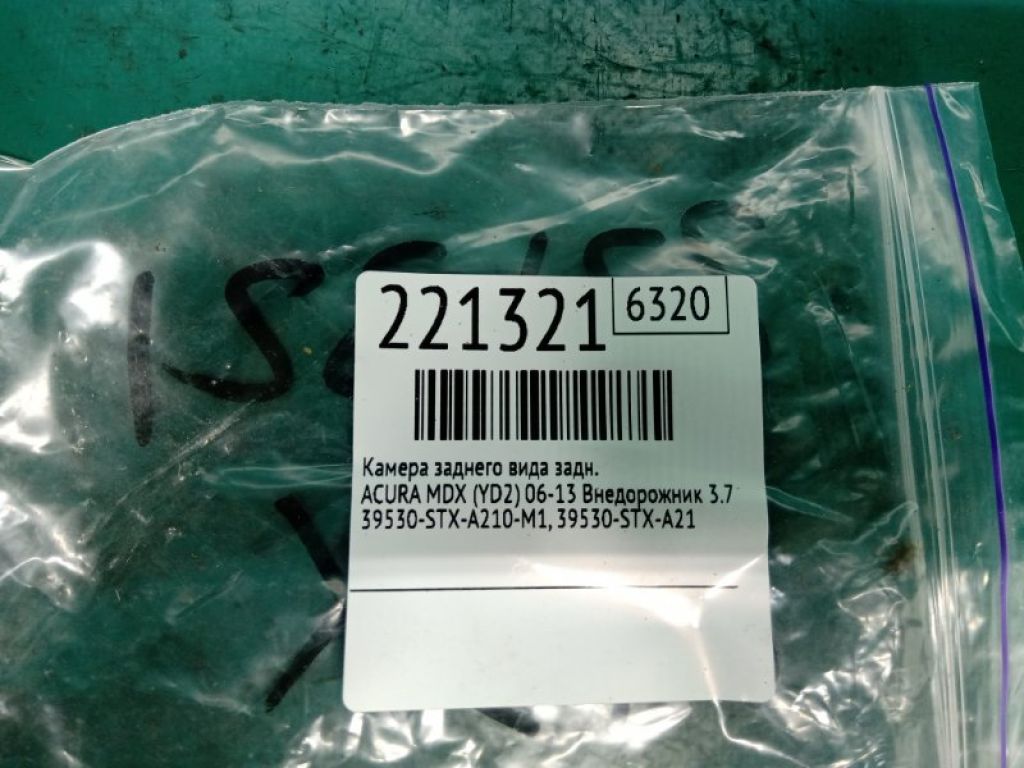 221321
6320
Камера заднего вида задн.
ACURA MDX (YD2) 06-13 Внедорожник 3.7
39530-STX-A210-M1, 39530-STX-A21